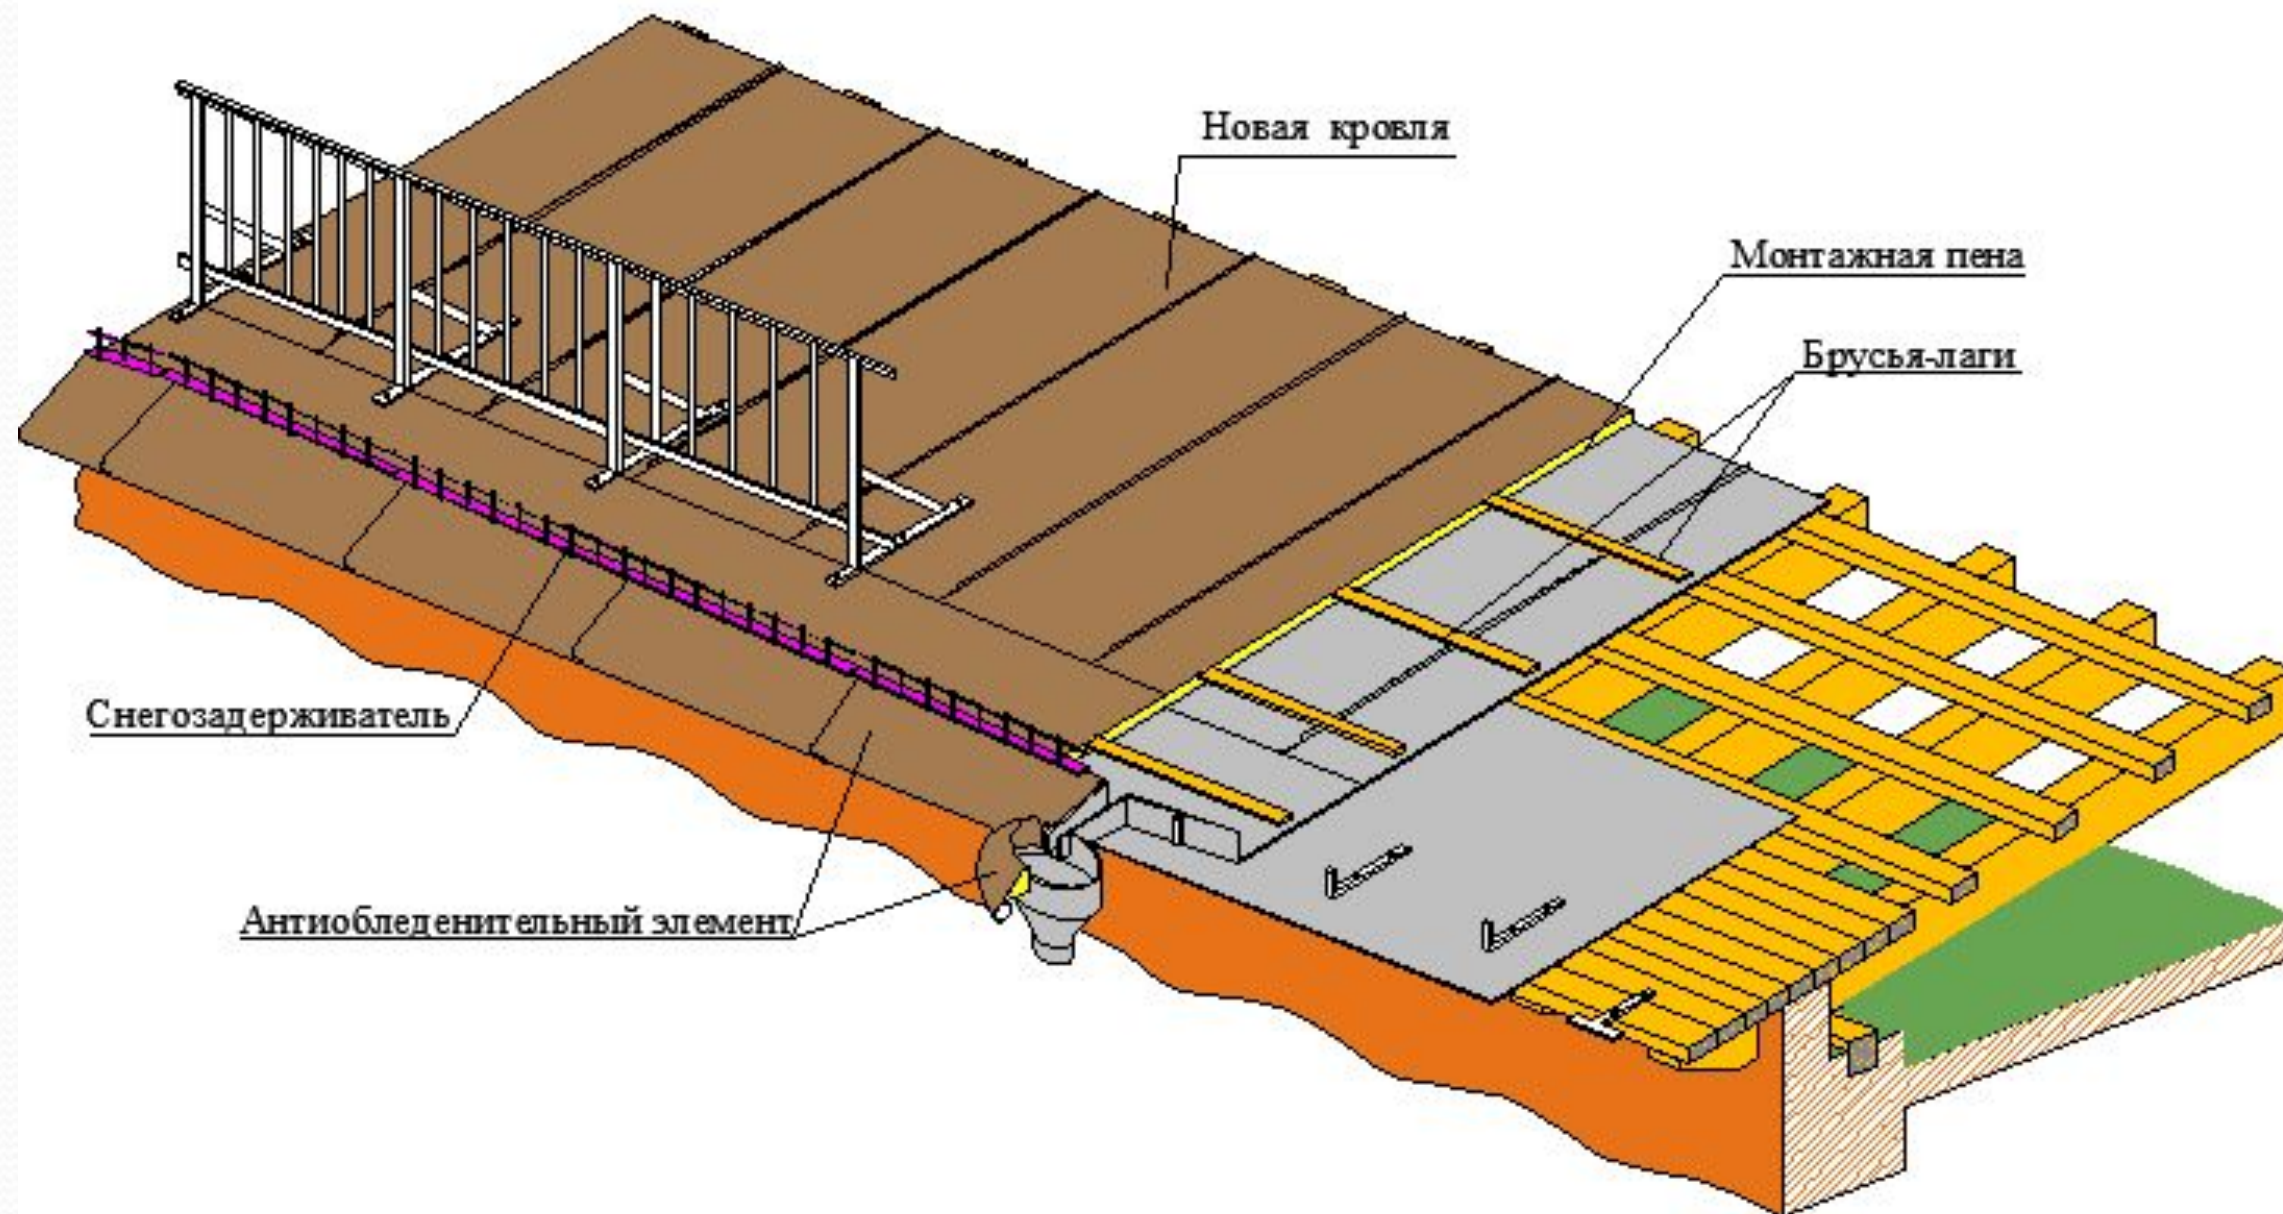 Новая кровля
Монтажная пена
Брусья-лаги
Снегозадерживатель
Антиобледенительный элемент